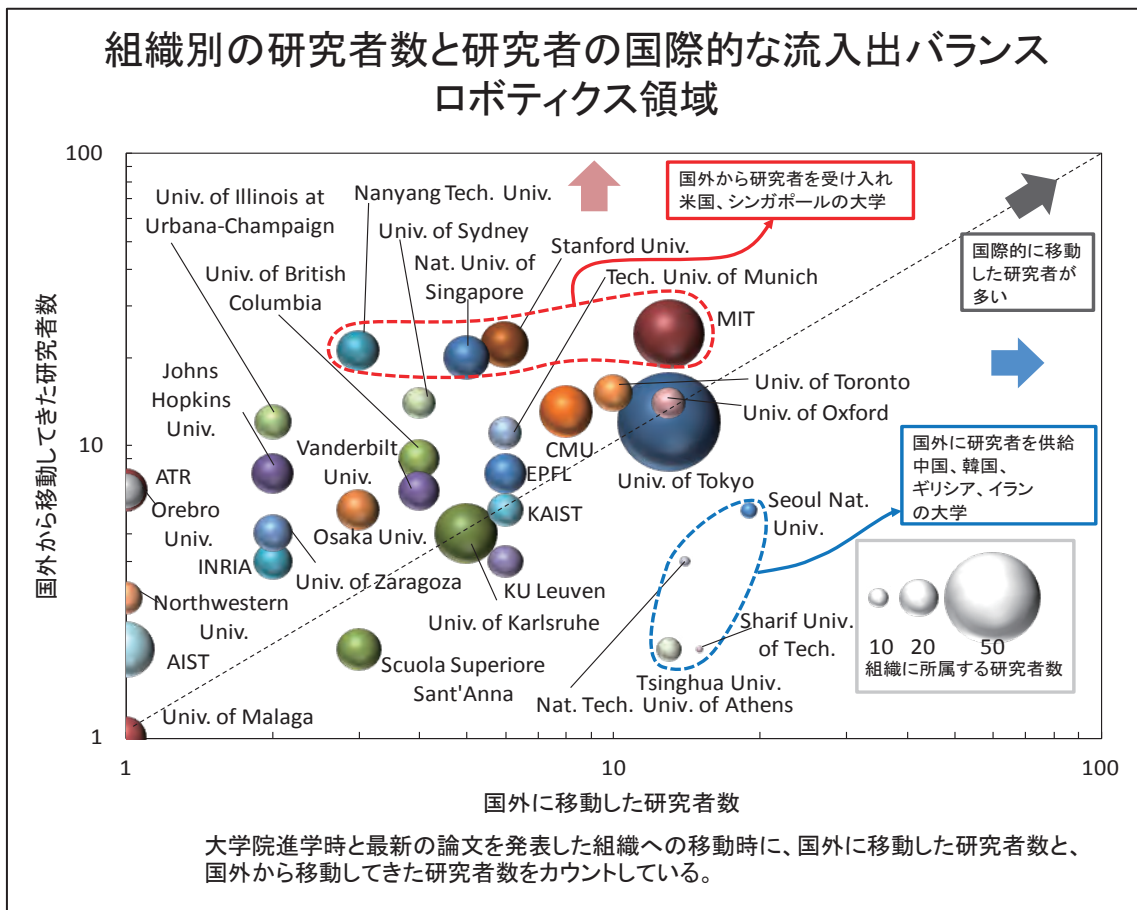 組織別の研究者数と研究者の国際的な流入出バランス
ロボティクス領域
国外から移動してきた研究者数
100
10
1
Univ. of Illinois at
Urbana-Champaign
Nanyang Tech. Univ.
Univ. of Sydney
Nat. Univ. of
Singapore
Stanford Univ.
Tech. Univ. of Munich
Univ. of British
Columbia
MIT
国外から研究者を受け入れ
米国、シンガポールの大学
国際的に移動
した研究者が
多い
Johns
Hopkins
Univ.
Vanderbilt
Univ.
CMU
Univ. of Toronto
Univ. of Oxford
EPFL
Univ. of Tokyo
ATR
Orebro
Univ.
Osaka Univ.
KAIST
Seoul Nat.
Univ.
国外に研究者を供給
中国、韓国、
ギリシア、イラン
の大学
INRIA
Univ. of Zaragoza
KU Leuven
Northwestern
Univ.
Univ. of Karlsruhe
Sharif Univ.
of Tech.
AIST
Scuola Superiore
Sant'Anna
Tsinghua Univ.
Nat. Tech. Univ. of Athens
Univ. of Malaga
10 20 50
組織に所属する研究者数
1 10 100
国外に移動した研究者数
大学院進学時と最新の論文を発表した組織への移動時に、国外に移動した研究者数と、
国外から移動してきた研究者数をカウントしている。